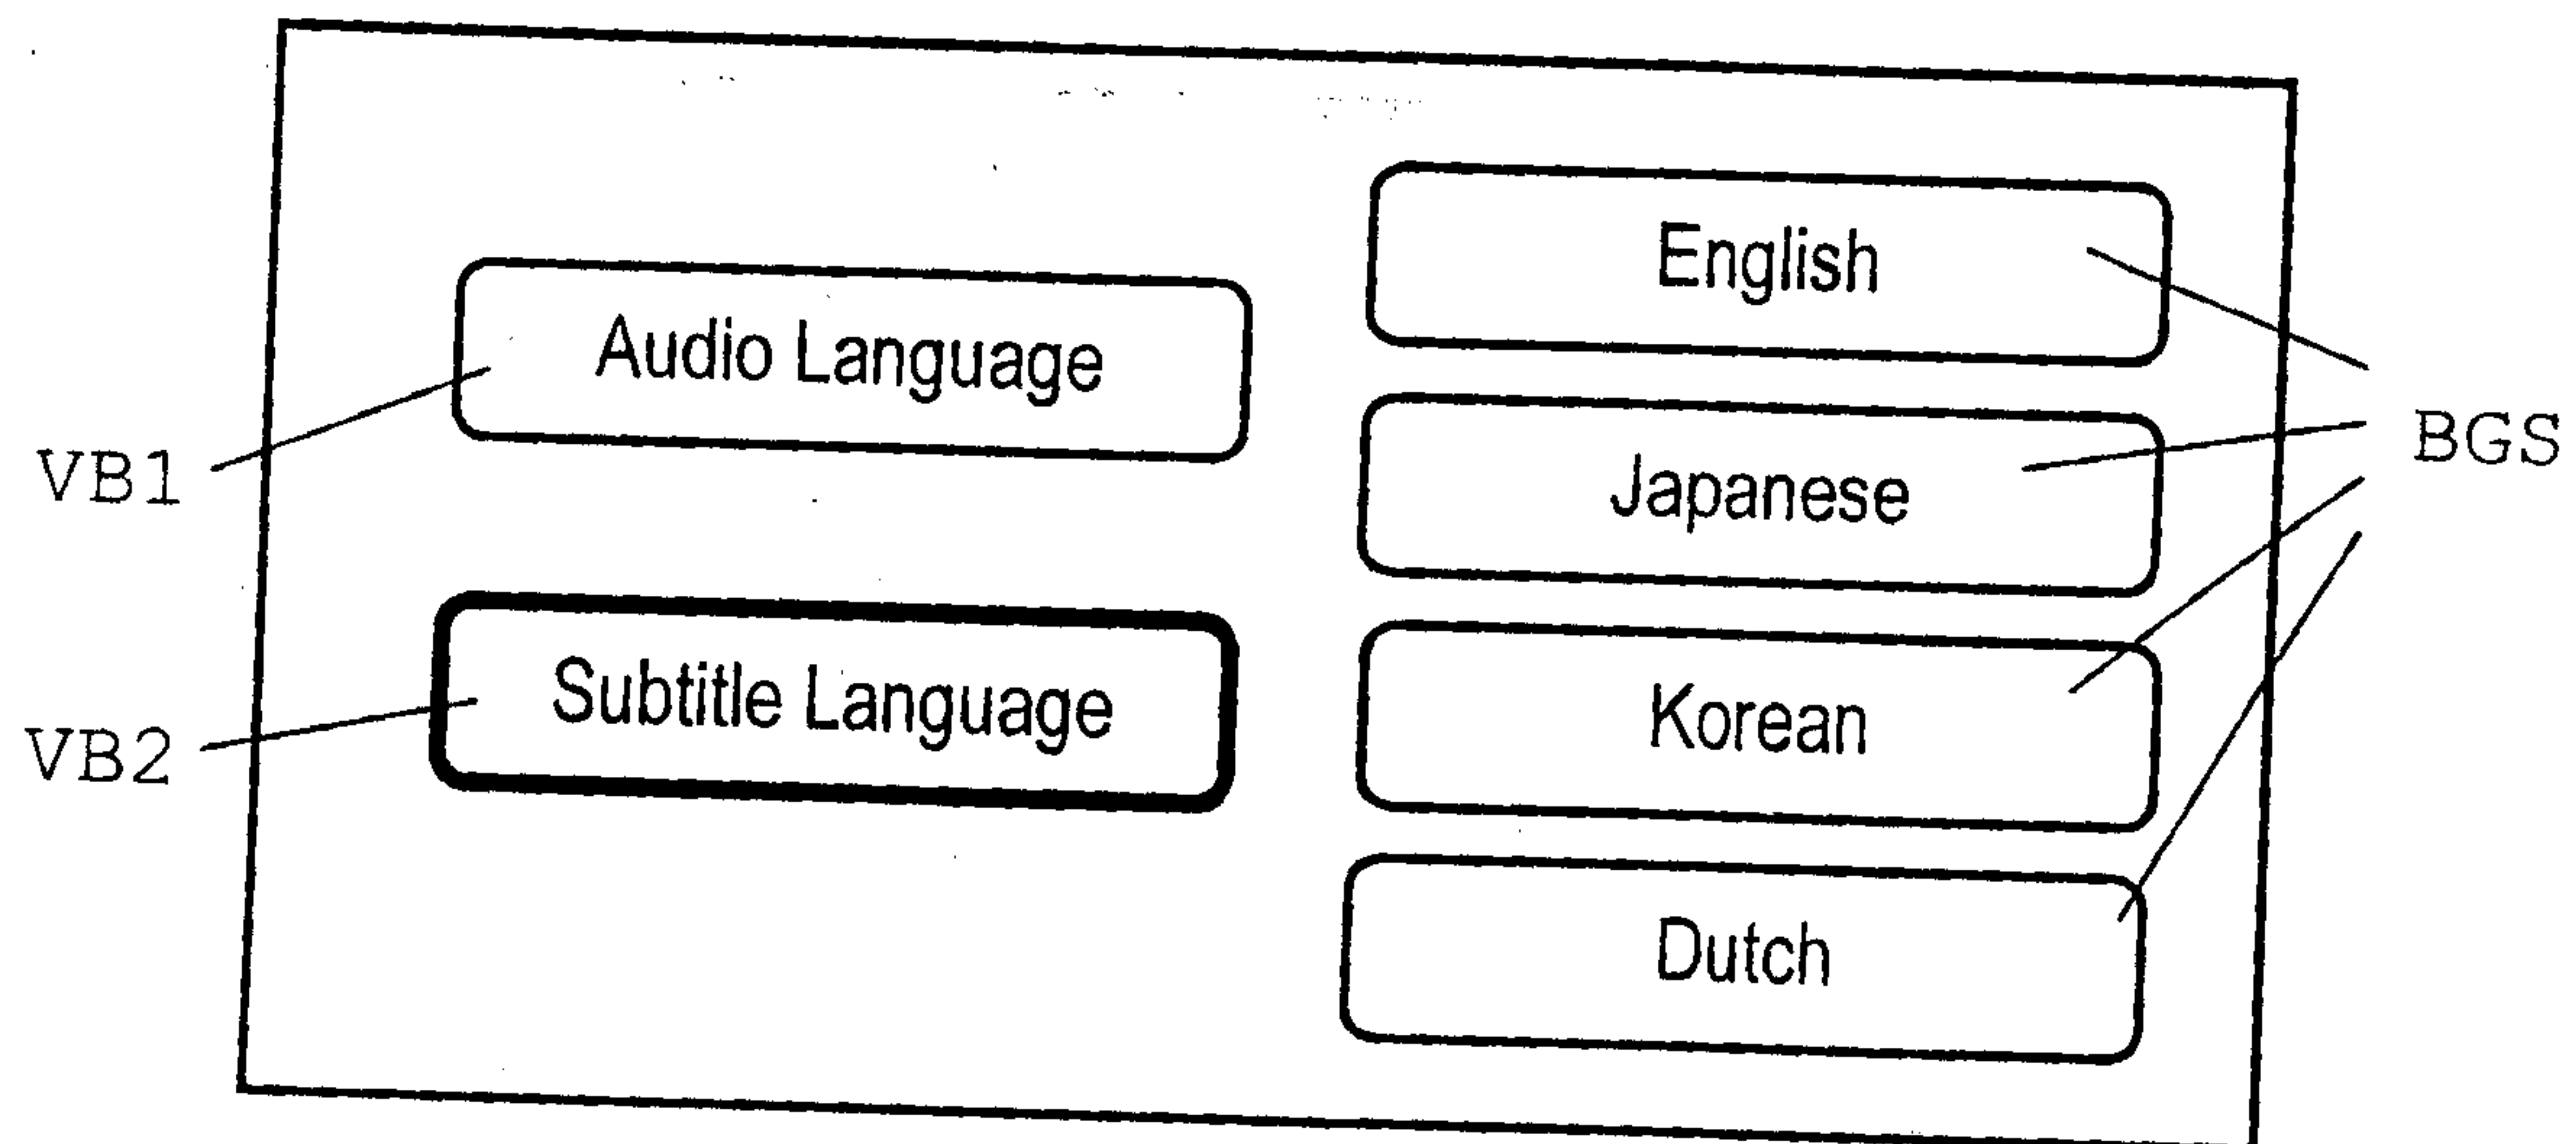 English
Audio Language
Japanese
BGS
VB1
Subtitle Language
Korean
VB2
Dutch